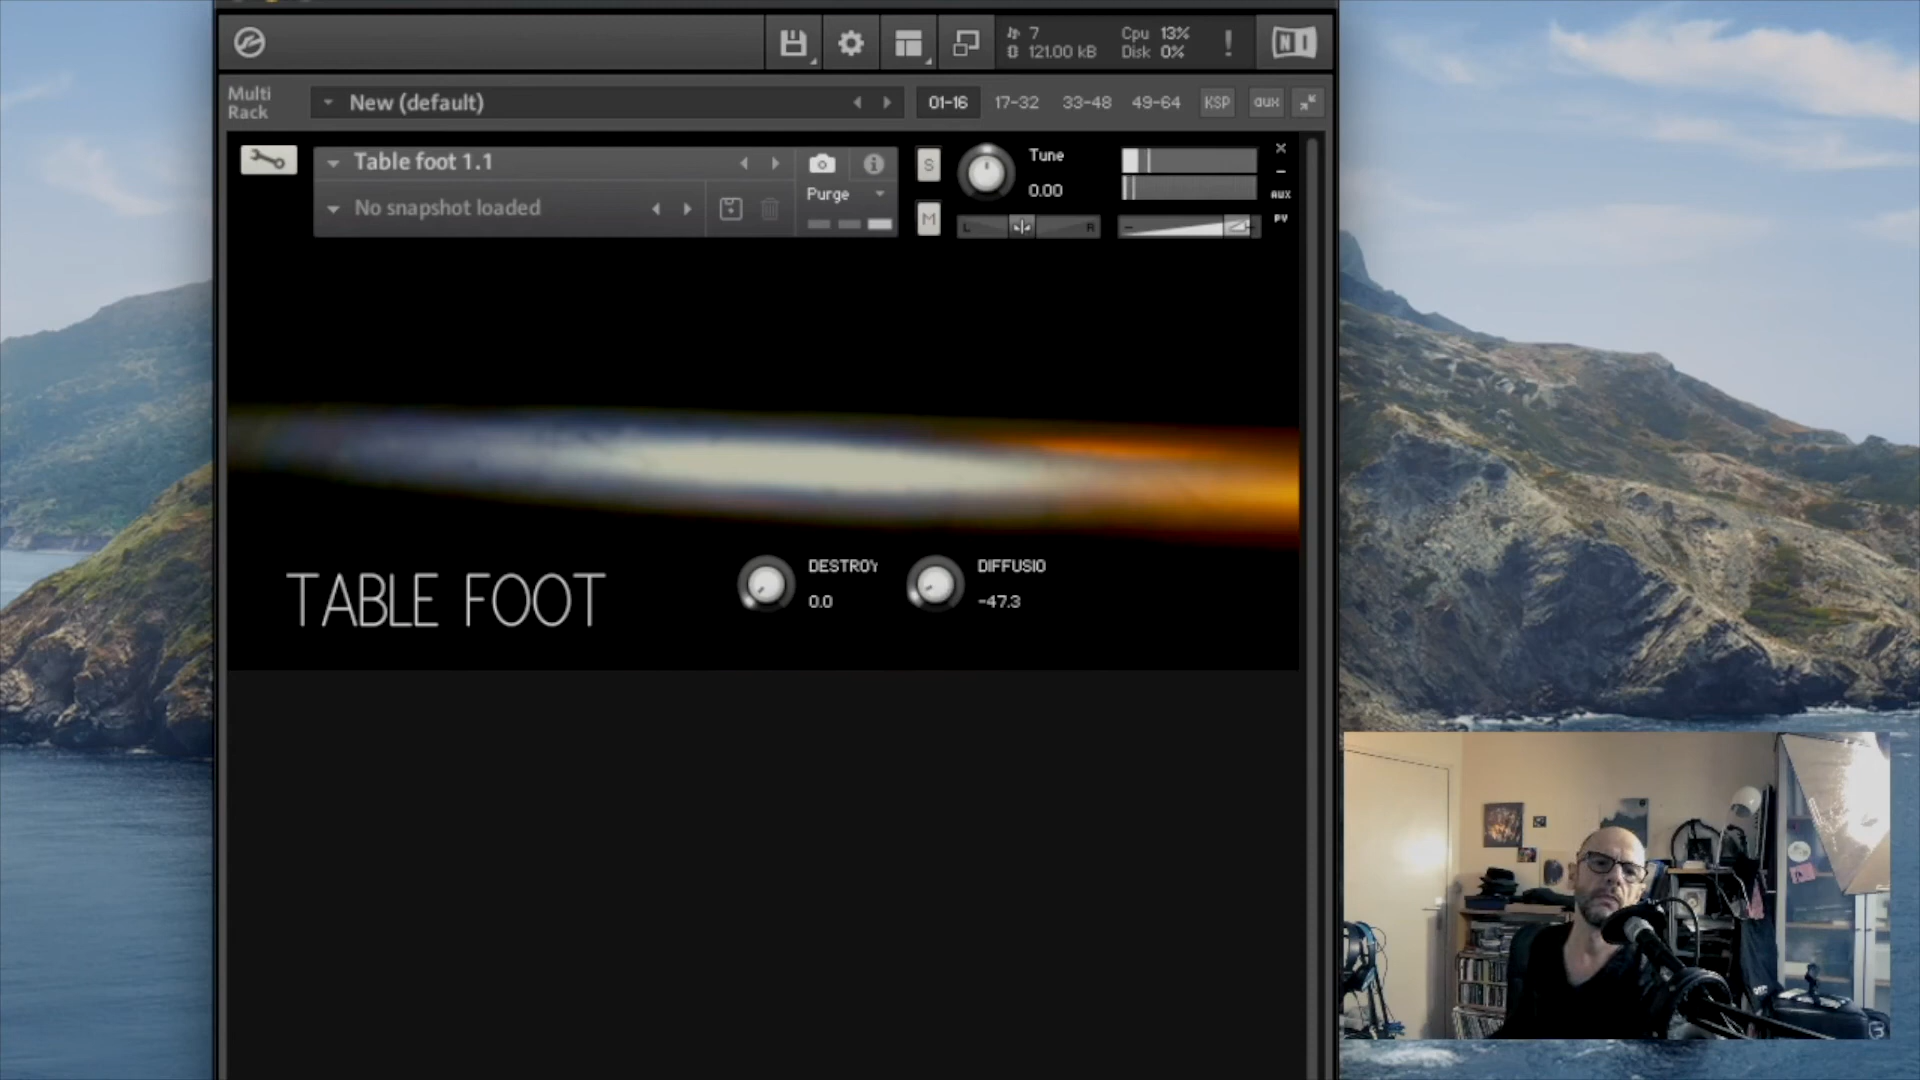 7
121.00 kB
Cpu 13%
Disk 0%
!
NI
Multi
Rack
New (default)
01-16
17-32
33-48
49-64
KSP
aux
Table foot 1.1
No snapshot loaded
Purge
S
M
Tune
0.00
L
R
AUX
PV
TABLE FOOT
DESTROY
0.0
DIFFUSIO
-47.3